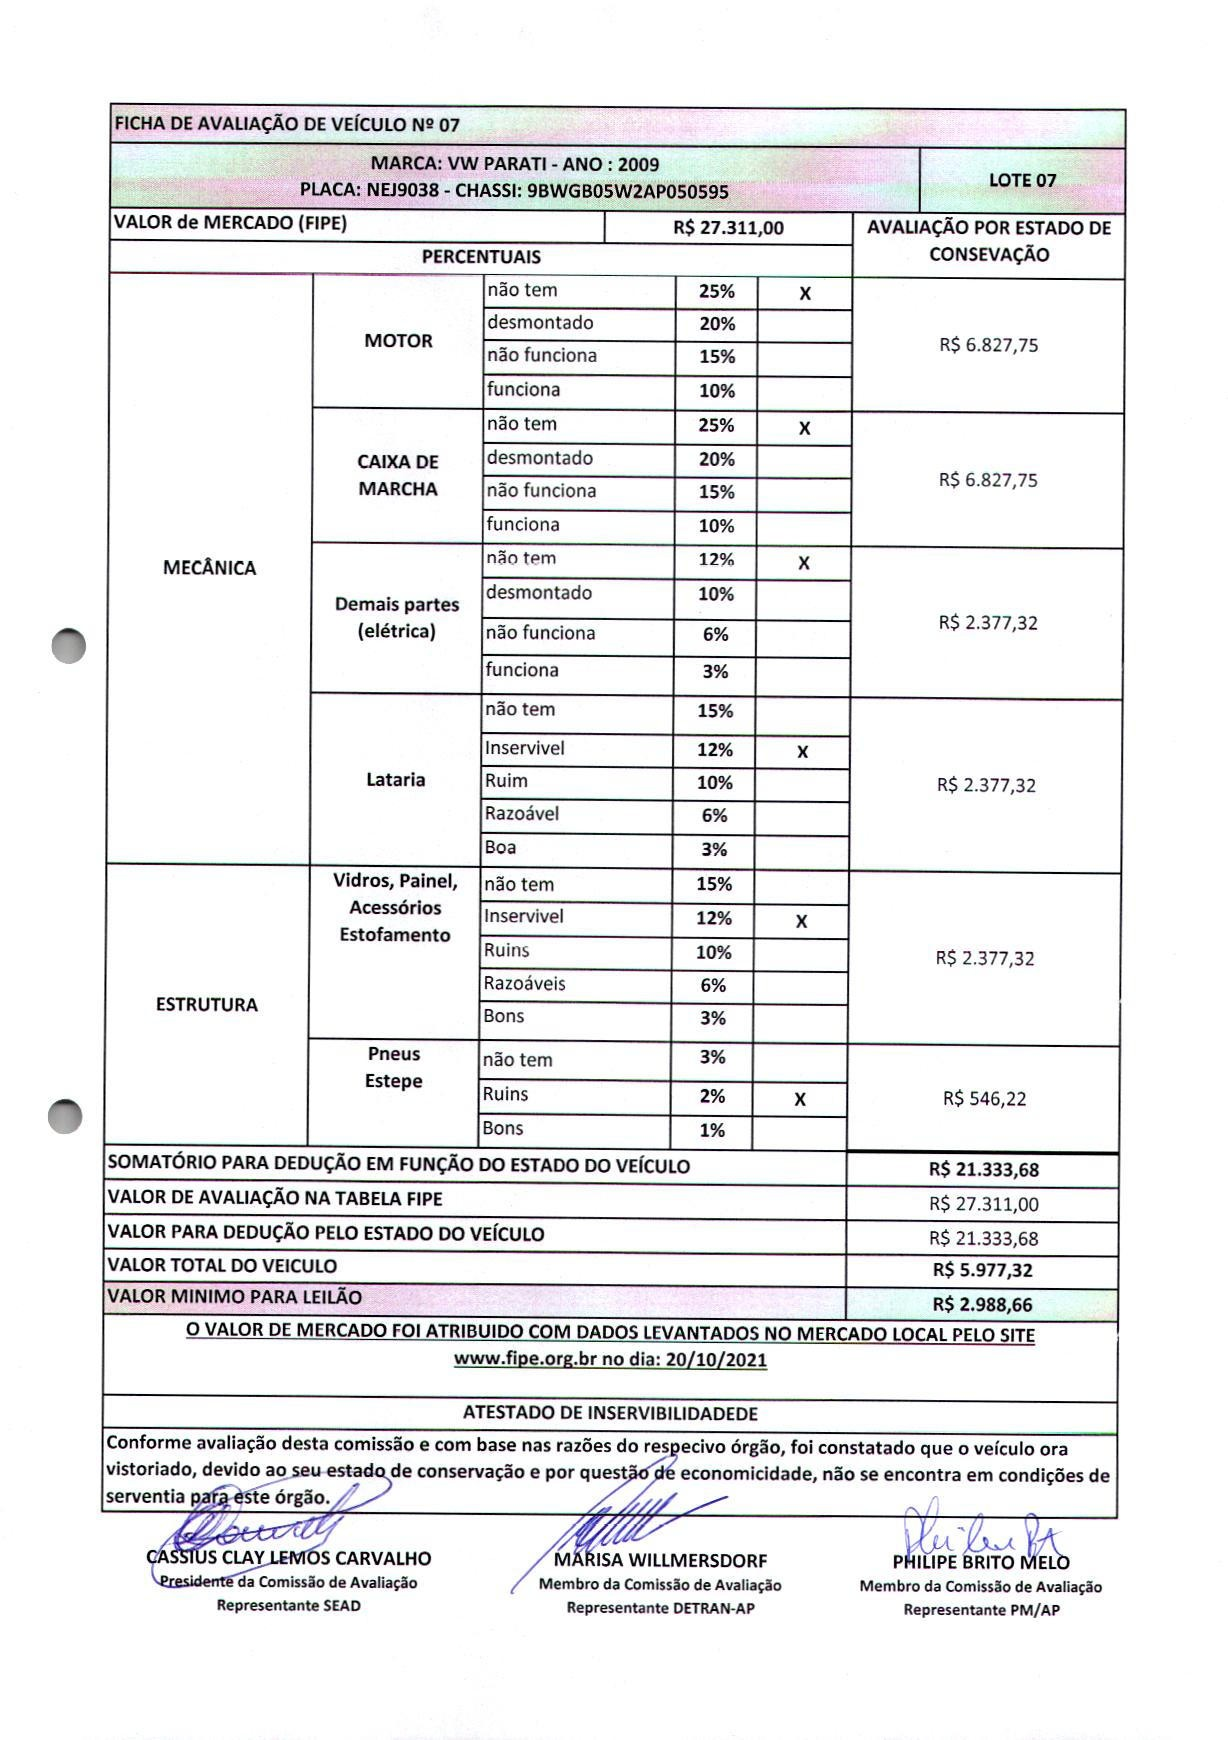 FICHA DE AVALIAÇÃO DE VEÍCULO Nº 07
MARCA: VW PARATI - ANO : 2009
PLACA: NEJ9038 - CHASSI: 9BWGB05W2AP050595
LOTE 07
VALOR de MERCADO (FIPE)
R$ 27.311,00
AVALIAÇÃO POR ESTADO DE
CONSEVAÇÃO
PERCENTUAIS
MECÂNICA
MOTOR
não tem 25% X
desmontado 20%
não funciona 15%
funciona 10%
R$ 6.827,75
CAIXA DE
MARCHA
não tem 25% X
desmontado 20%
não funciona 15%
funciona 10%
R$ 6.827,75
Demais partes
(elétrica)
não tem 12% X
desmontado 10%
não funciona 6%
funciona 3%
R$ 2.377,32
Lataria
não tem 15%
Inservivel 12% X
Ruim 10%
Razoável 6%
Boa 3%
R$ 2.377,32
ESTRUTURA
Vidros, Painel,
Acessórios
Estofamento
não tem 15%
Inservivel 12% X
Ruins 10%
Razoáveis 6%
Bons 3%
R$ 2.377,32
Pneus
Estepe
não tem 3%
Ruins 2% X
Bons 1%
R$ 546,22
SOMATÓRIO PARA DEDUÇÃO EM FUNÇÃO DO ESTADO DO VEÍCULO R$ 21.333,68
VALOR DE AVALIAÇÃO NA TABELA FIPE R$ 27.311,00
VALOR PARA DEDUÇÃO PELO ESTADO DO VEÍCULO R$ 21.333,68
VALOR TOTAL DO VEICULO R$ 5.977,32
VALOR MINIMO PARA LEILÃO R$ 2.988,66
O VALOR DE MERCADO FOI ATRIBUIDO COM DADOS LEVANTADOS NO MERCADO LOCAL PELO SITE
www.fipe.org.br no dia: 20/10/2021
ATESTADO DE INSERVIBILIDADEDE
Conforme avaliação desta comissão e com base nas razões do respecivo órgão, foi constatado que o veículo ora
vistoriado, devido ao seu estado de conservação e por questão de economicidade, não se encontra em condições de
serventia para este órgão.
CASSIUS CLAY LEMOS CARVALHO
Presidente da Comissão de Avaliação
Representante SEAD
MARISA WILLMERSDORF
Membro da Comissão de Avaliação
Representante DETRAN-AP
PHILIPE BRITO MELO
Membro da Comissão de Avaliação
Representante PM/AP